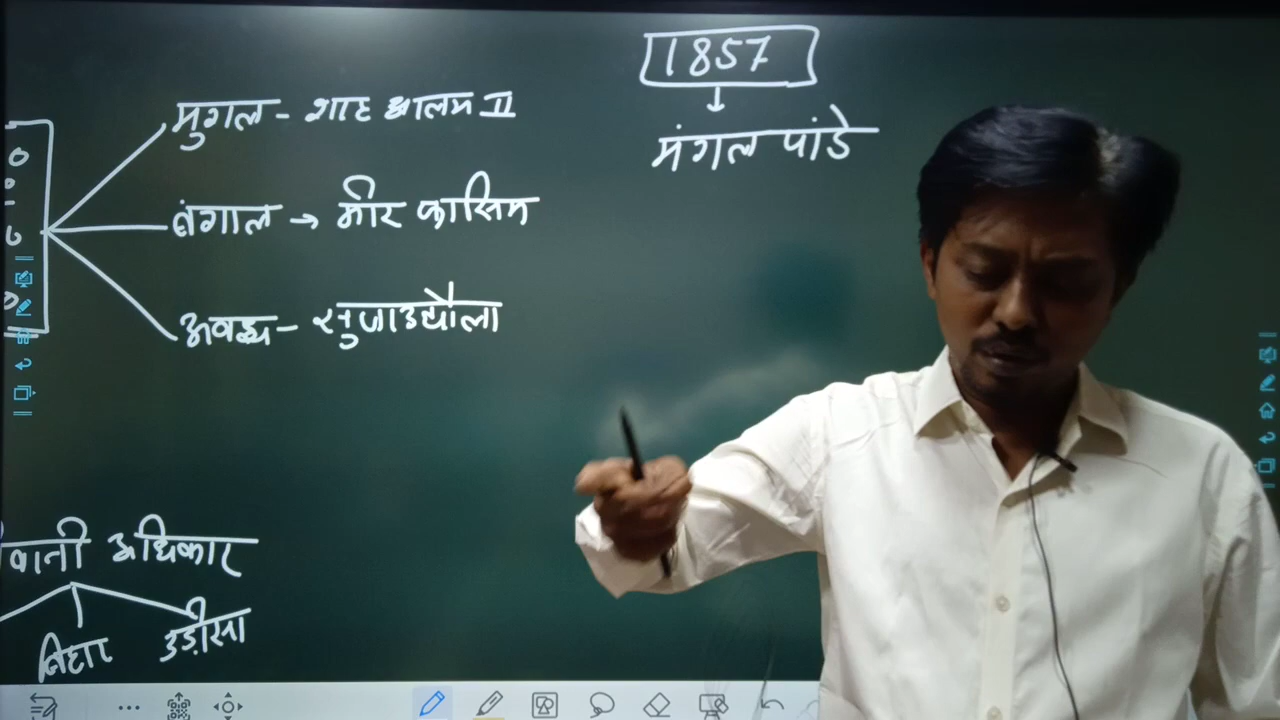 1857
मंगल पांडे
मुगल - शाह आलम II
बंगाल → मीर कासिम
अवध - सुजाउद्यौला
वानी अधिकार
बिहार उड़ीसा